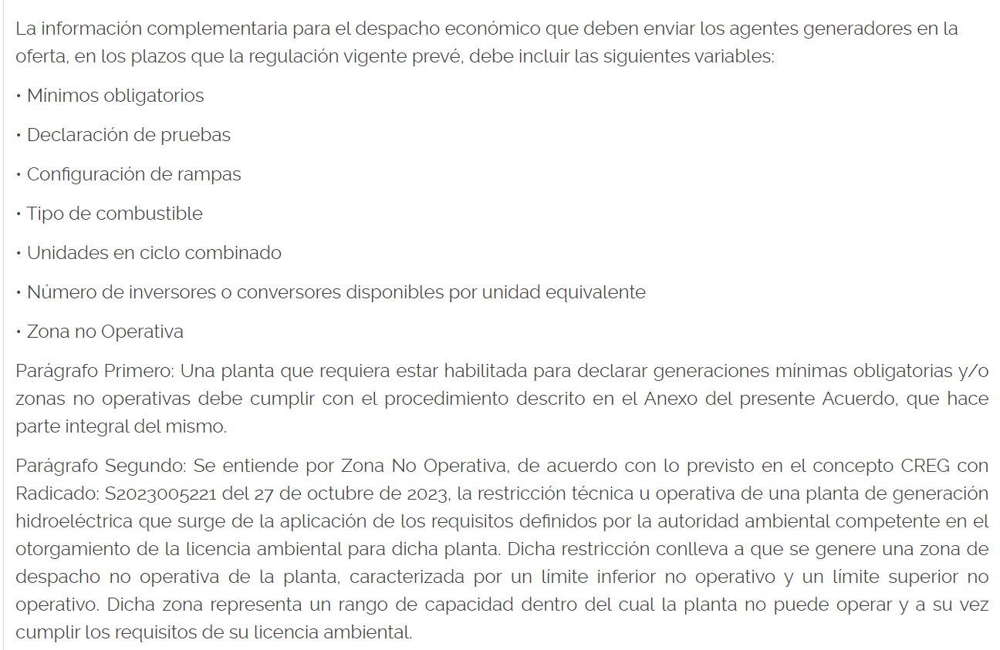 La información complementaria para el despacho económico que deben enviar los agentes generadores en la
oferta, en los plazos que la regulación vigente prevé, debe incluir las siguientes variables:
• Mínimos obligatorios
• Declaración de pruebas
• Configuración de rampas
• Tipo de combustible
• Unidades en ciclo combinado
• Número de inversores o conversores disponibles por unidad equivalente
• Zona no Operativa
Parágrafo Primero: Una planta que requiera estar habilitada para declarar generaciones mínimas obligatorias y/o
zonas no operativas debe cumplir con el procedimiento descrito en el Anexo del presente Acuerdo, que hace
parte integral del mismo.
Parágrafo Segundo: Se entiende por Zona No Operativa, de acuerdo con lo previsto en el concepto CREG con
Radicado: S2023005221 del 27 de octubre de 2023, la restricción técnica u operativa de una planta de generación
hidroeléctrica que surge de la aplicación de los requisitos definidos por la autoridad ambiental competente en el
otorgamiento de la licencia ambiental para dicha planta. Dicha restricción conlleva a que se genere una zona de
despacho no operativa de la planta, caracterizada por un límite inferior no operativo y un límite superior no
operativo. Dicha zona representa un rango de capacidad dentro del cual la planta no puede operar y a su vez
cumplir los requisitos de su licencia ambiental.